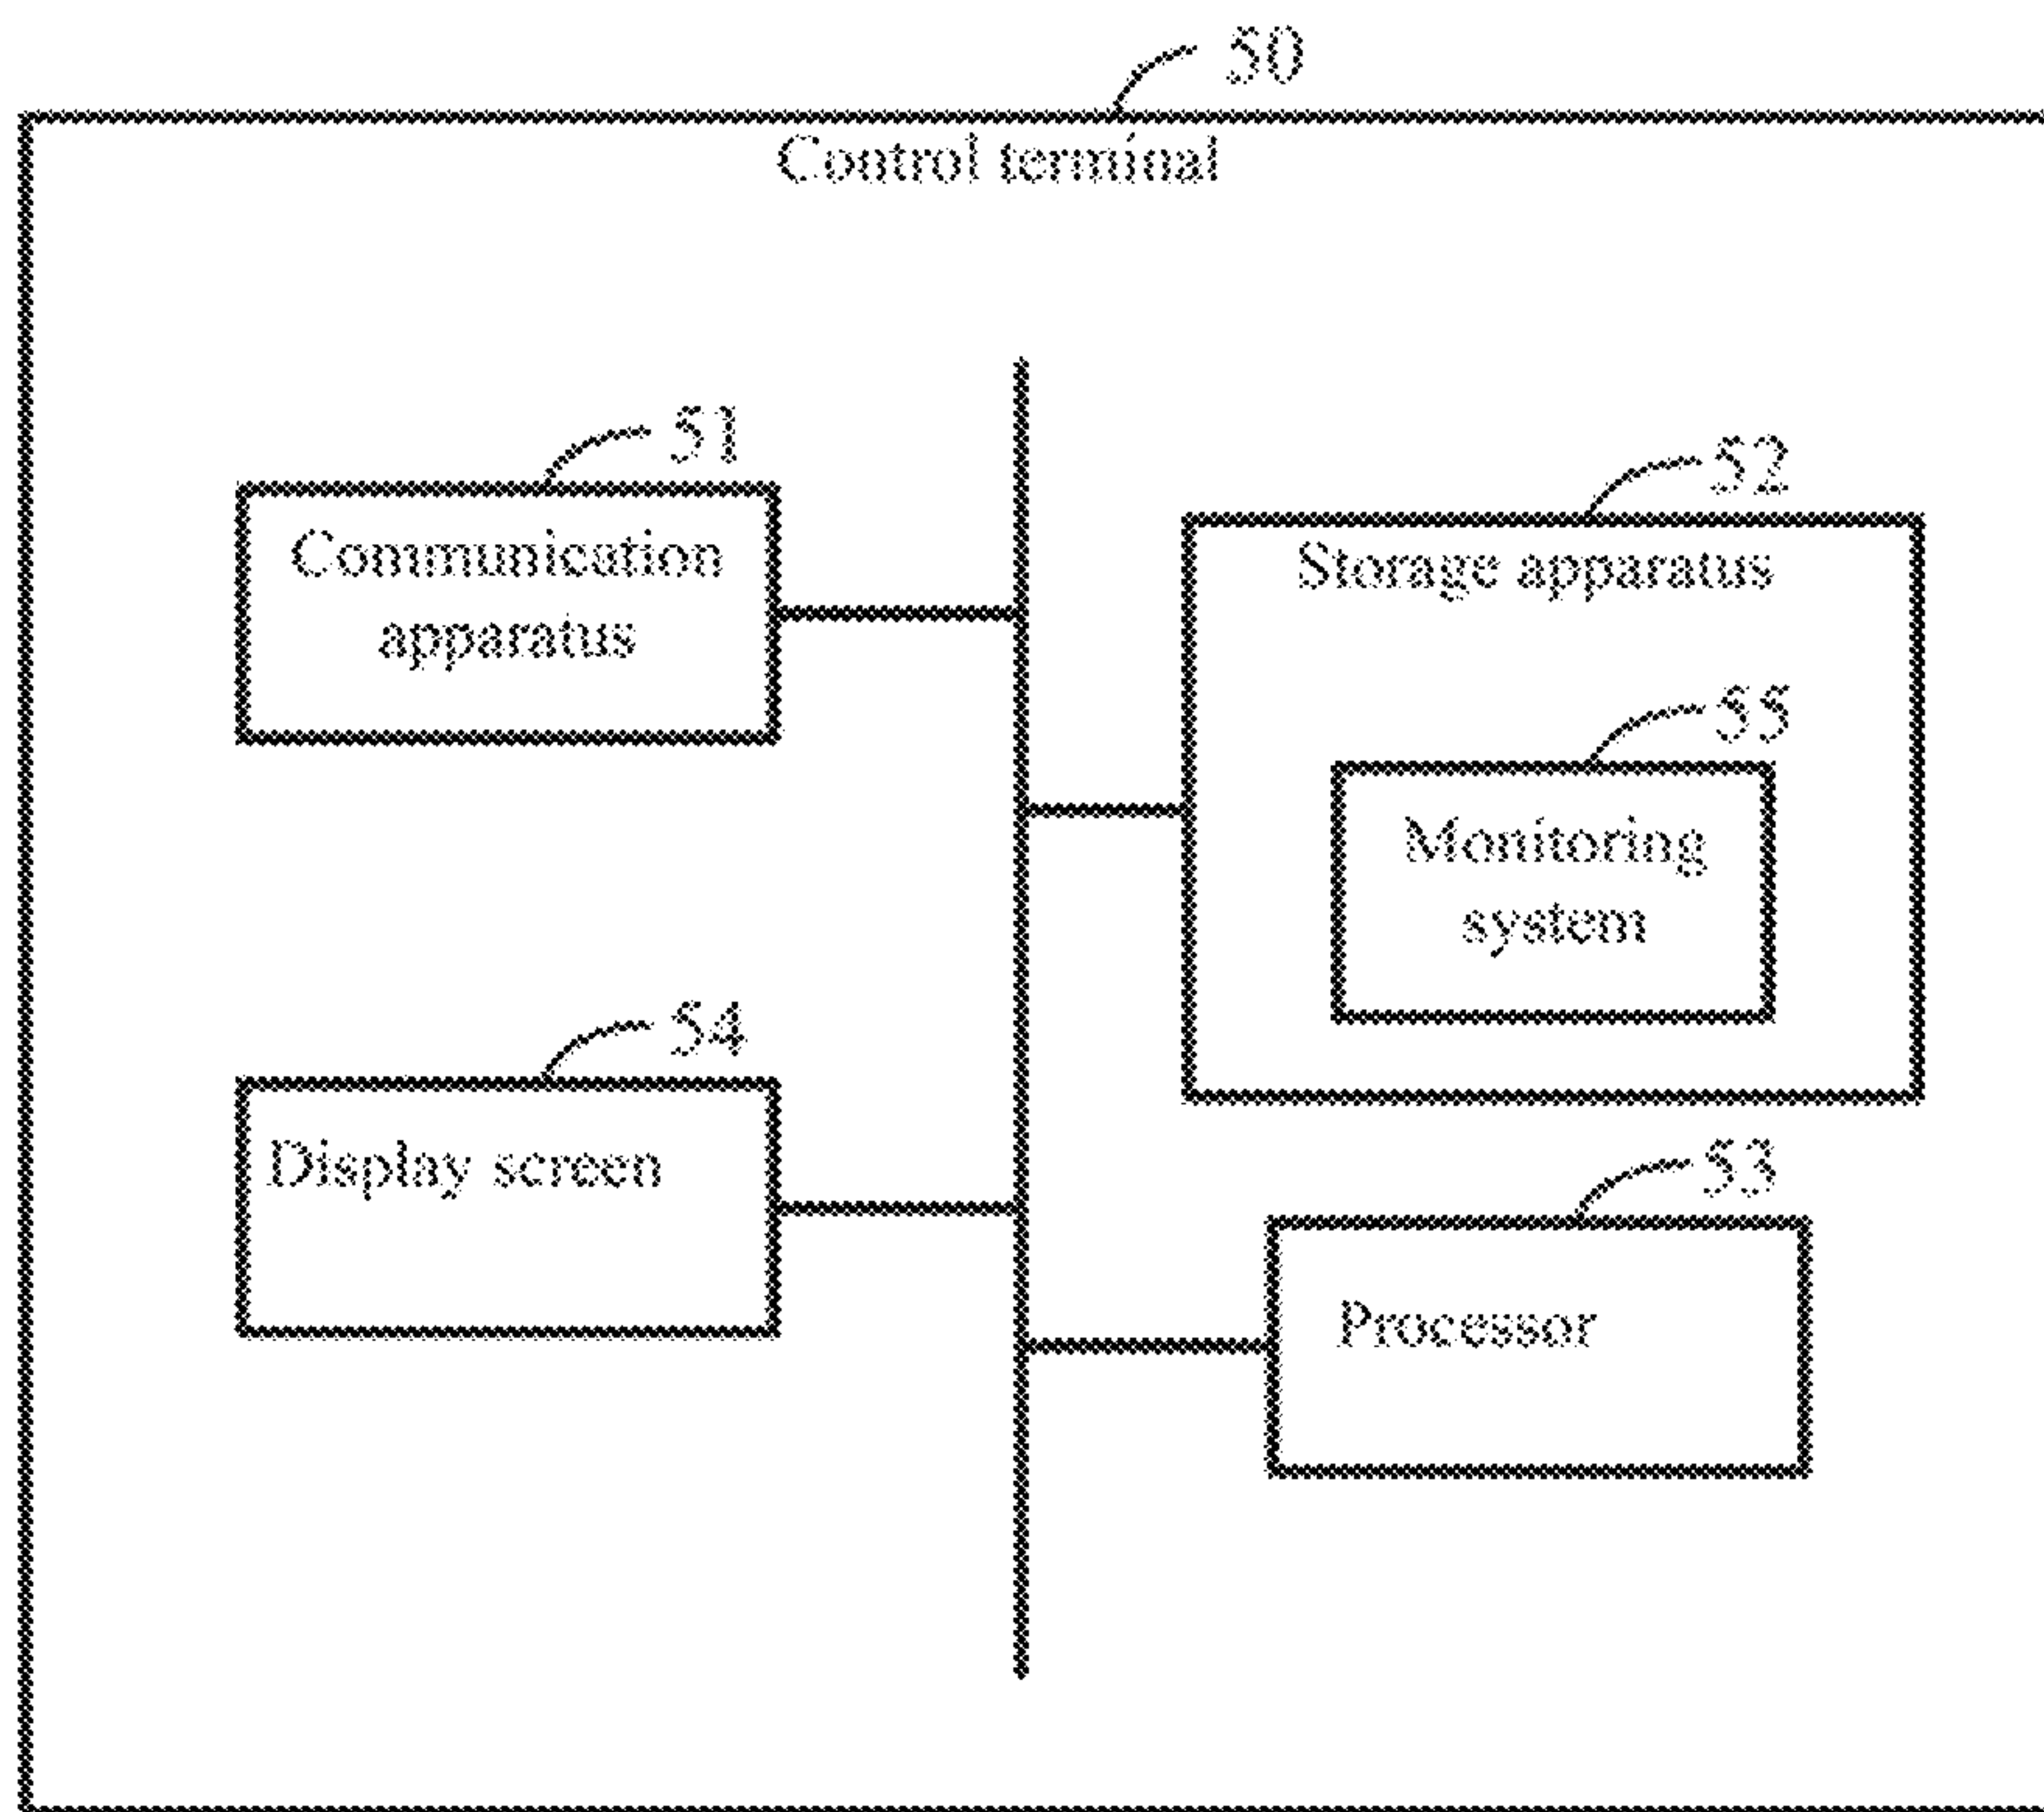 50
Control terminal
51
Communication
apparatus
52
Storage apparatus
55
Monitoring
system
54
Display screen
53
Processor